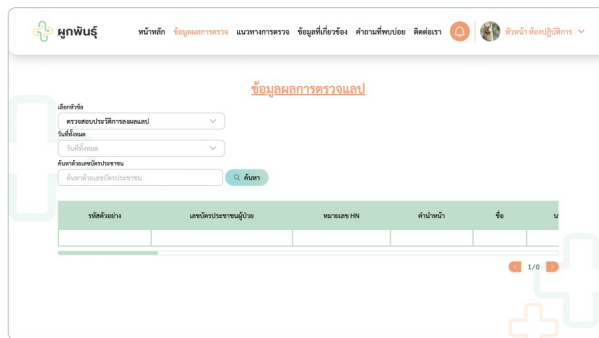 ผูกพันธุ์
หน้าหลัก ข้อมูลผลการตรวจ แนวทางการตรวจ ข้อมูลที่เกี่ยวข้อง คำถามที่พบบ่อย ติดต่อเรา หัวหน้า ห้องปฏิบัติการ
ข้อมูลผลการตรวจแลป
เลือกหัวข้อ
ตรวจสอบประวัติการลงผลแลป
วันที่ทั้งหมด
วันที่ทั้งหมด
ค้นหาด้วยเลขบัตรประชาชน
ค้นหาด้วยเลขบัตรประชาชน ค้นหา
รหัสตัวอย่าง เลขบัตรประชาชนผู้ป่วย หมายเลข HN คำนำหน้า ชื่อ น
1/0